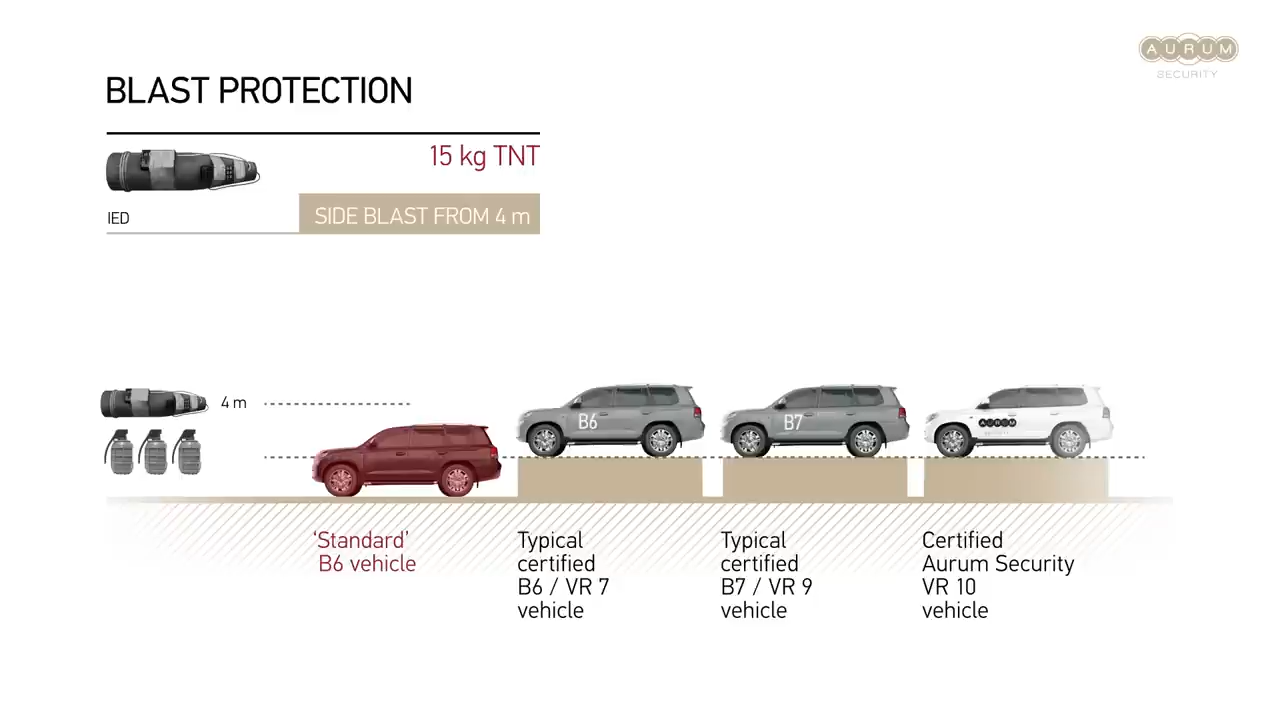 AURUM
SECURITY
BLAST PROTECTION
15 kg TNT
IED
SIDE BLAST FROM 4 m
4 m
B6
B7
AURUM
‘Standard’
B6 vehicle
Typical
certified
B6 / VR 7
vehicle
Typical
certified
B7 / VR 9
vehicle
Certified
Aurum Security
VR 10
vehicle